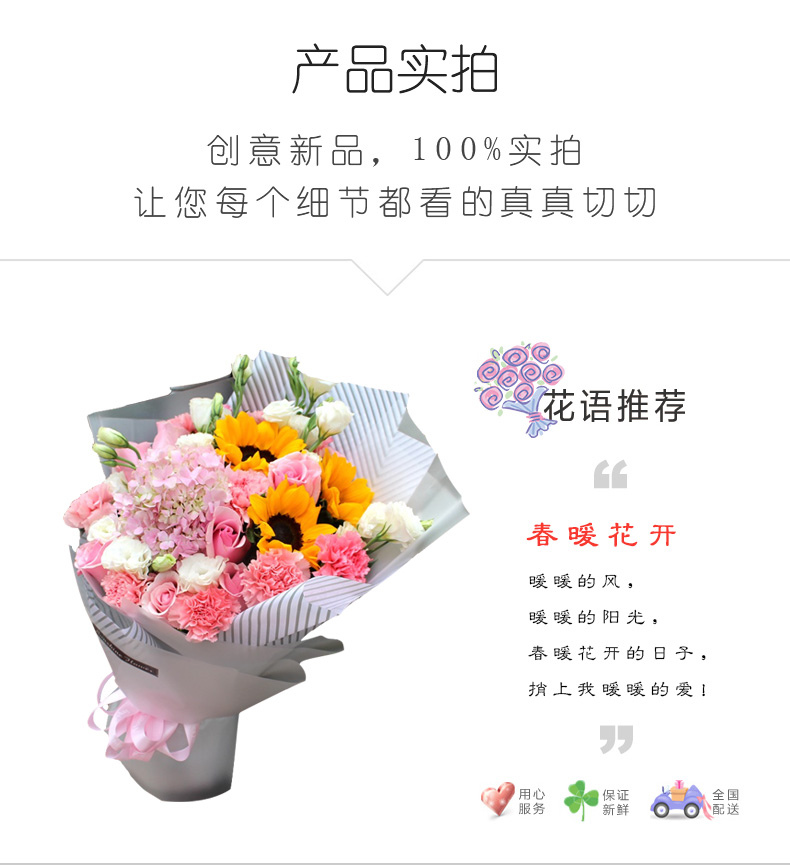 产品实拍
创意新品，100%实拍
让您每个细节都看的真真切切
花语推荐
春暖花开
暖暖的风，
暖暖的阳光，
春暖花开的日子，
捎上我暖暖的爱！
用心
服务
保证
新鲜
全国
配送